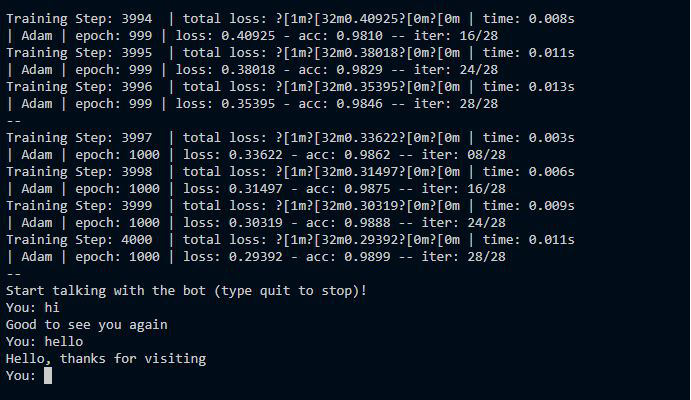 Training Step: 3994  | total loss: ?[1m?[32m0.40925?[0m?[0m | time: 0.008s
| Adam | epoch: 999 | loss: 0.40925 - acc: 0.9810 -- iter: 16/28
Training Step: 3995  | total loss: ?[1m?[32m0.38018?[0m?[0m | time: 0.011s
| Adam | epoch: 999 | loss: 0.38018 - acc: 0.9829 -- iter: 24/28
Training Step: 3996  | total loss: ?[1m?[32m0.35395?[0m?[0m | time: 0.013s
| Adam | epoch: 999 | loss: 0.35395 - acc: 0.9846 -- iter: 28/28
--
Training Step: 3997  | total loss: ?[1m?[32m0.33622?[0m?[0m | time: 0.003s
| Adam | epoch: 1000 | loss: 0.33622 - acc: 0.9862 -- iter: 08/28
Training Step: 3998  | total loss: ?[1m?[32m0.31497?[0m?[0m | time: 0.006s
| Adam | epoch: 1000 | loss: 0.31497 - acc: 0.9875 -- iter: 16/28
Training Step: 3999  | total loss: ?[1m?[32m0.30319?[0m?[0m | time: 0.009s
| Adam | epoch: 1000 | loss: 0.30319 - acc: 0.9888 -- iter: 24/28
Training Step: 4000  | total loss: ?[1m?[32m0.29392?[0m?[0m | time: 0.011s
| Adam | epoch: 1000 | loss: 0.29392 - acc: 0.9899 -- iter: 28/28
--
Start talking with the bot (type quit to stop)!
You: hi
Good to see you again
You: hello
Hello, thanks for visiting
You: